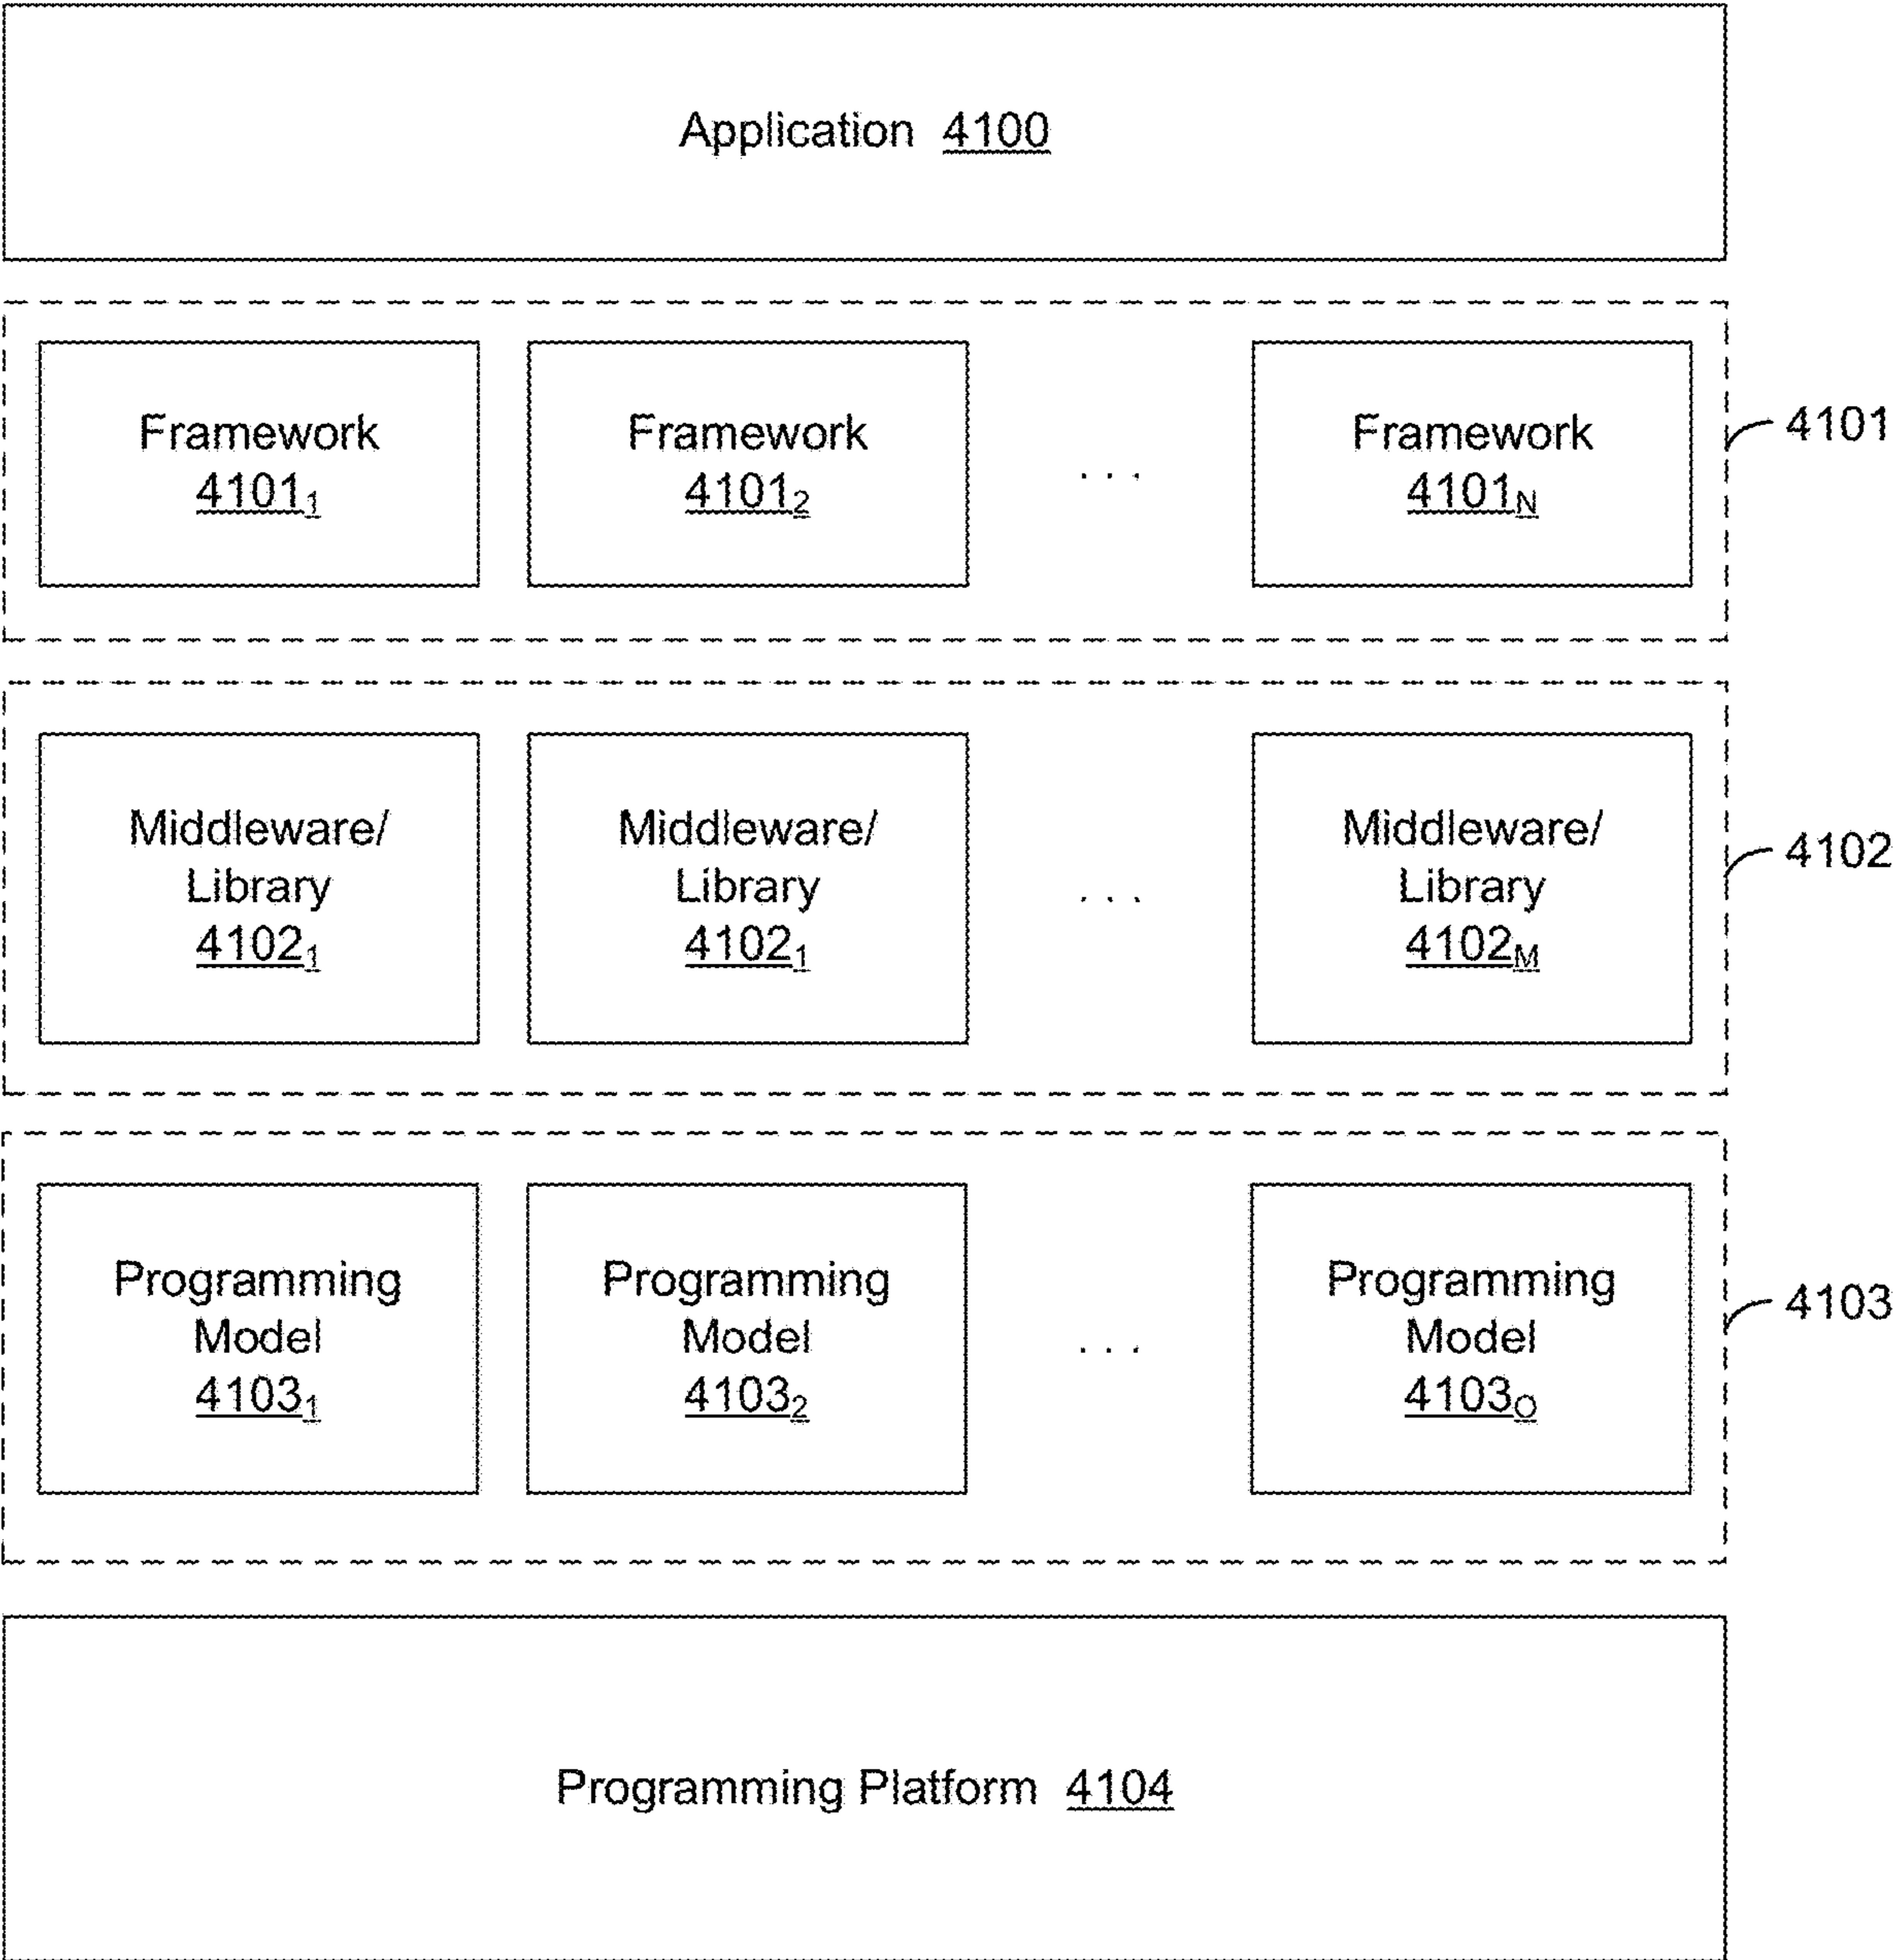 Application 4100
Framework
4101₁
Framework
4101₂
. . .
Framework
4101N
4101
Middleware/
Library
4102₁
Middleware/
Library
4102₁
. . .
Middleware/
Library
4102M
4102
Programming
Model
4103₁
Programming
Model
4103₂
. . .
Programming
Model
4103O
4103
Programming Platform 4104